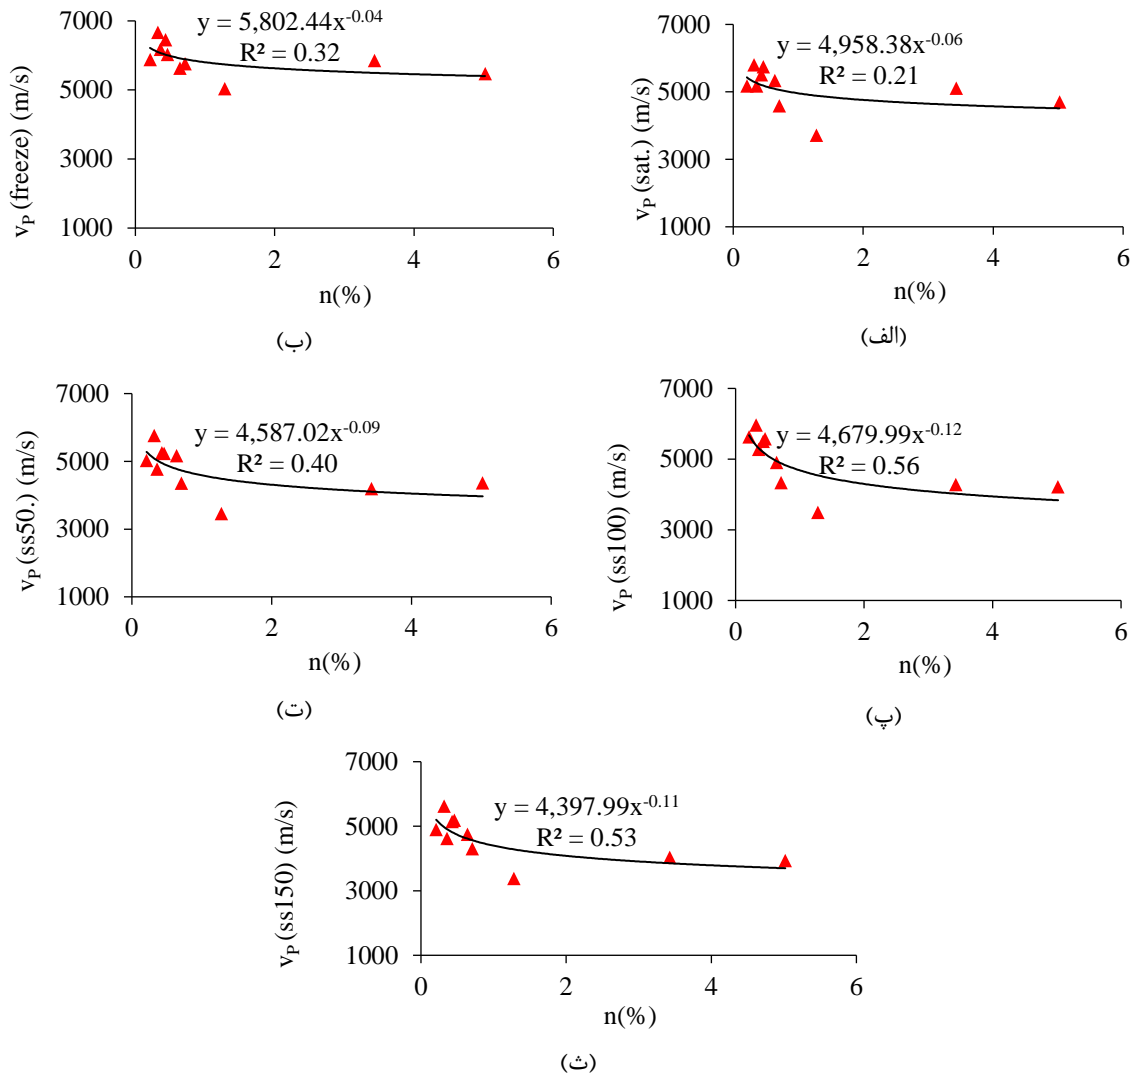 7000
5000
3000
1000
0
2
4
6
y = 5,802.44x^-0.04
R² = 0.32
vP (freeze) (m/s)
n(%)
(ب)
7000
5000
3000
1000
0
2
4
6
y = 4,958.38x^-0.06
R² = 0.21
vP (sat.) (m/s)
n(%)
(الف)
7000
5000
3000
1000
0
2
4
6
y = 4,587.02x^-0.09
R² = 0.40
vP (ss50.) (m/s)
n(%)
(ت)
7000
5000
3000
1000
0
2
4
6
y = 4,679.99x^-0.12
R² = 0.56
vP (ss100) (m/s)
n(%)
(پ)
7000
5000
3000
1000
0
2
4
6
y = 4,397.99x^-0.11
R² = 0.53
vP (ss150) (m/s)
n(%)
(ث)